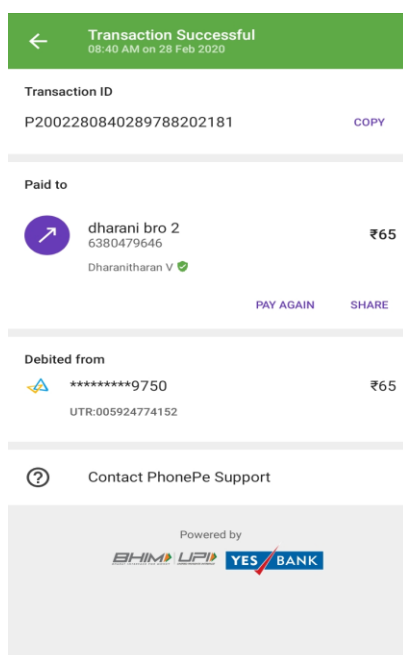 Transaction Successful
08:40 AM on 28 Feb 2020
Transaction ID
P2002280840289788202181
COPY
Paid to
dharani bro 2
₹65
6380479646
Dharanitharan V
PAY AGAIN SHARE
Debited from
*********9750 ₹65
UTR:005924774152
Contact PhonePe Support
Powered by
BHIM UPI YES BANK